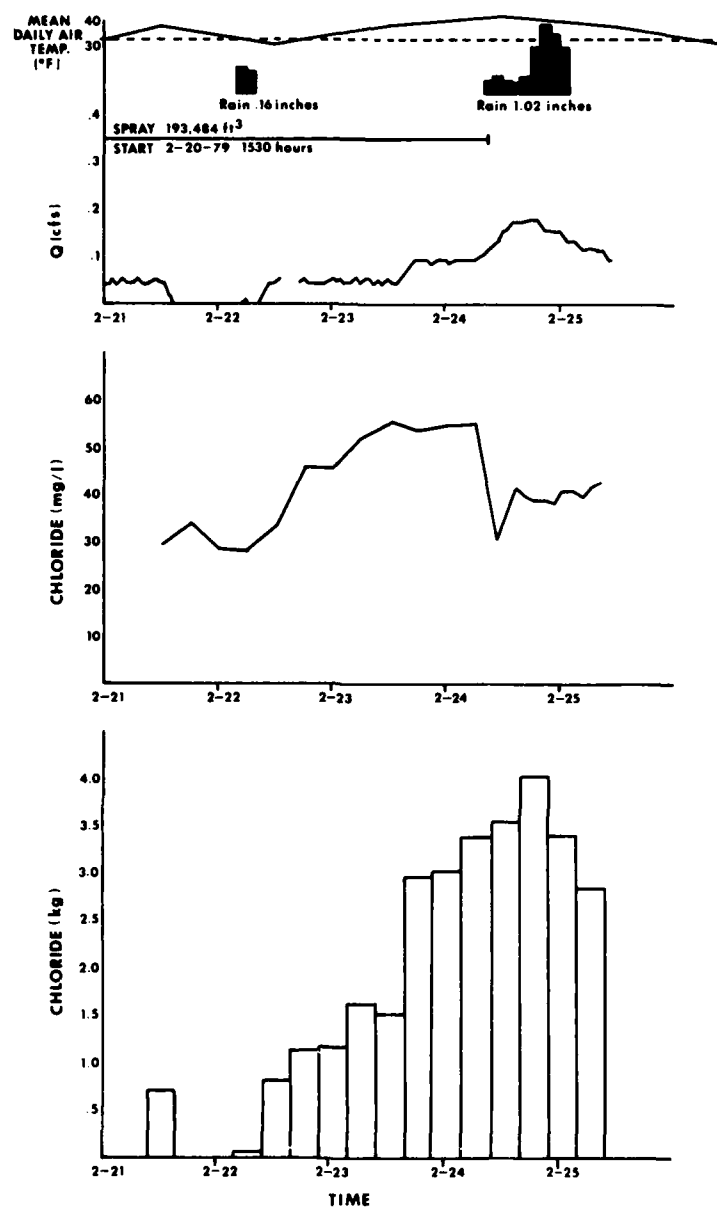 MEAN
DAILY AIR
TEMP.
(°F)
40
30
Rain .16 inches
Rain 1.02 inches
SPRAY 193,484 ft³
START 2-20-79 1530 hours
Q (cfs)
.4
.3
.2
.1
2-21 2-22 2-23 2-24 2-25
CHLORIDE (mg/l)
60
50
40
30
20
10
2-21 2-22 2-23 2-24 2-25
CHLORIDE (kg)
4.0
3.5
3.0
2.5
2.0
1.5
1.0
.5
2-21 2-22 2-23 2-24 2-25
TIME